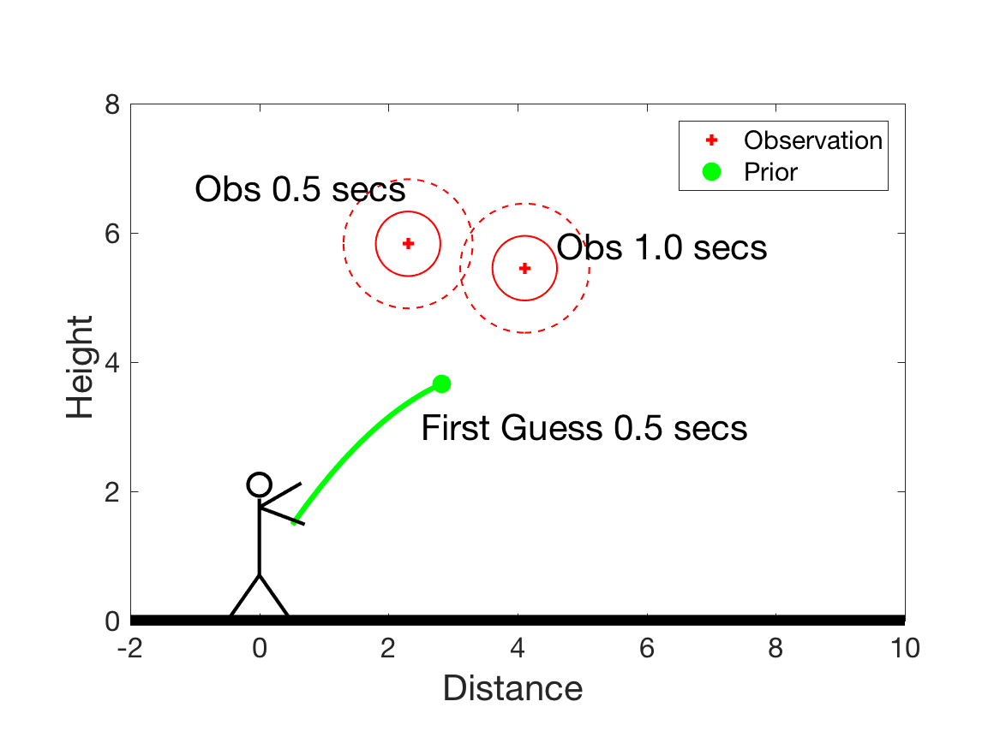 8
Observation
Prior
Obs 0.5 secs
6
Obs 1.0 secs
Height
4
First Guess 0.5 secs
2
0
-2 0 2 4 6 8 10
Distance